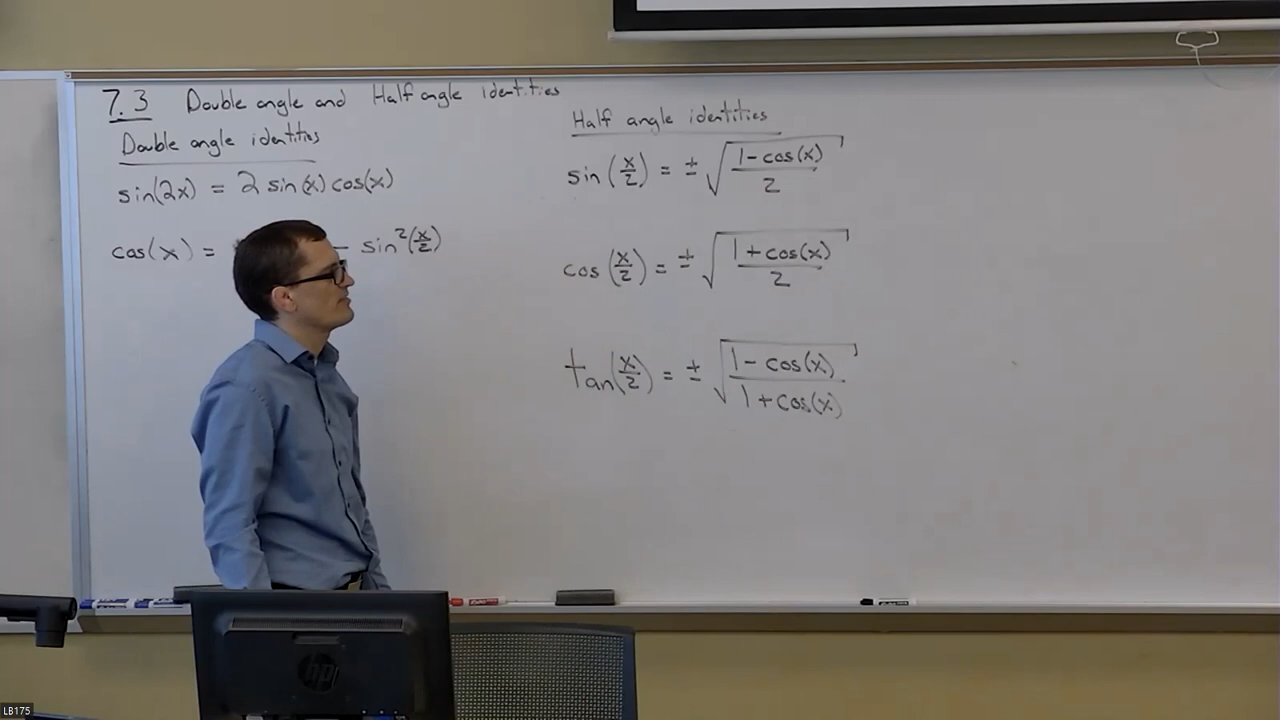 7.3 Double angle and Half angle identities
Double angle identities
sin(2x) = 2 sin(x) cos(x)
cos(x) = − sin²(x/2)
Half angle identities
sin(x/2) = ± √((1-cos(x))/2)
cos(x/2) = ± √((1+cos(x))/2)
tan(x/2) = ± √((1-cos(x))/(1+cos(x)))
hp
LB175